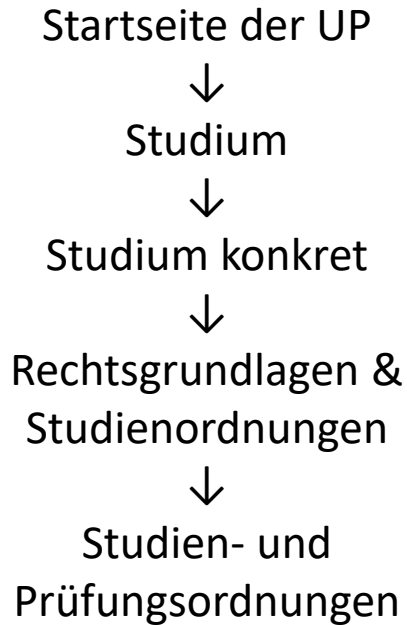 Startseite der UP
↓
Studium
↓
Studium konkret
↓
Rechtsgrundlagen &
Studienordnungen
↓
Studien- und
Prüfungsordnungen